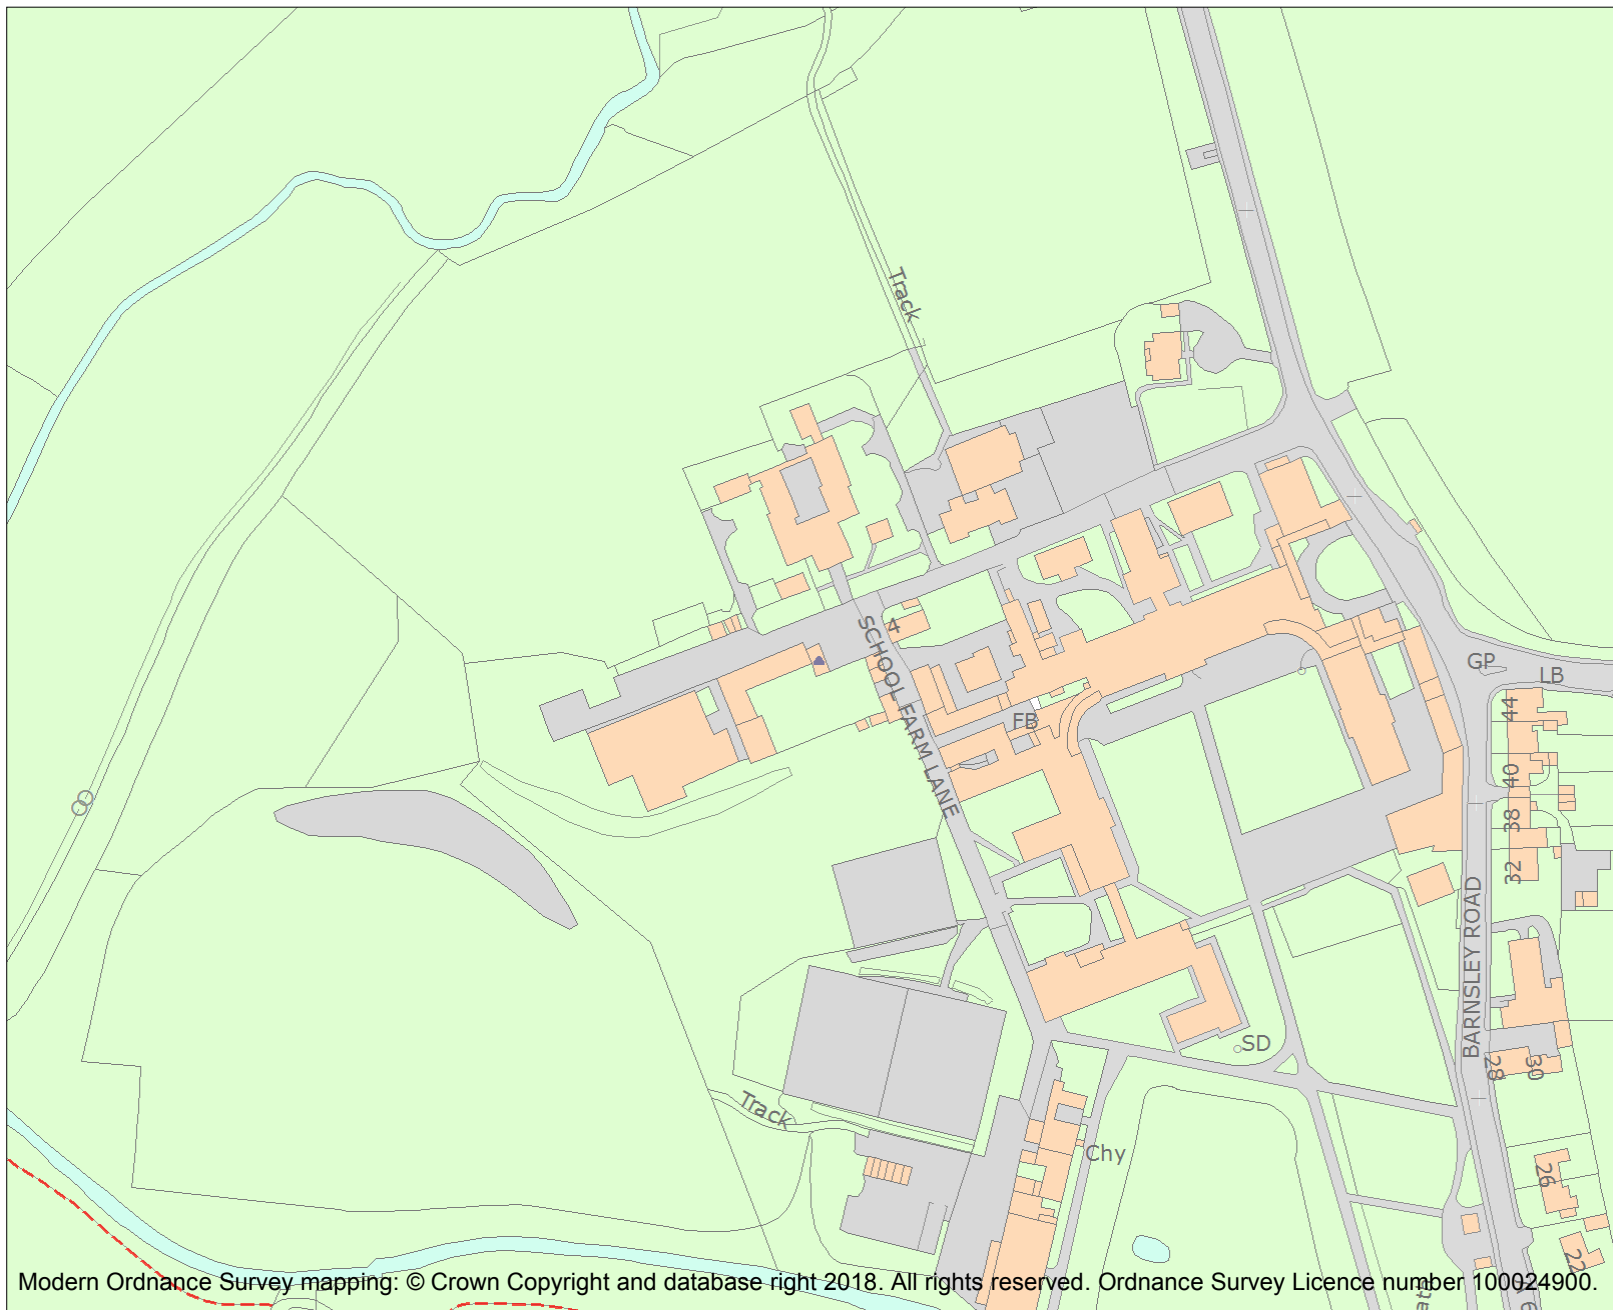 Track
SCHOOL FARM LANE
4
GP
LB
44
FB
40
38
32
BARNSLEY ROAD
SD
28
30
Track
Chy
26
22
Modern Ordnance Survey mapping: © Crown Copyright and database right 2018. All rights reserved. Ordnance Survey Licence number 100024900.